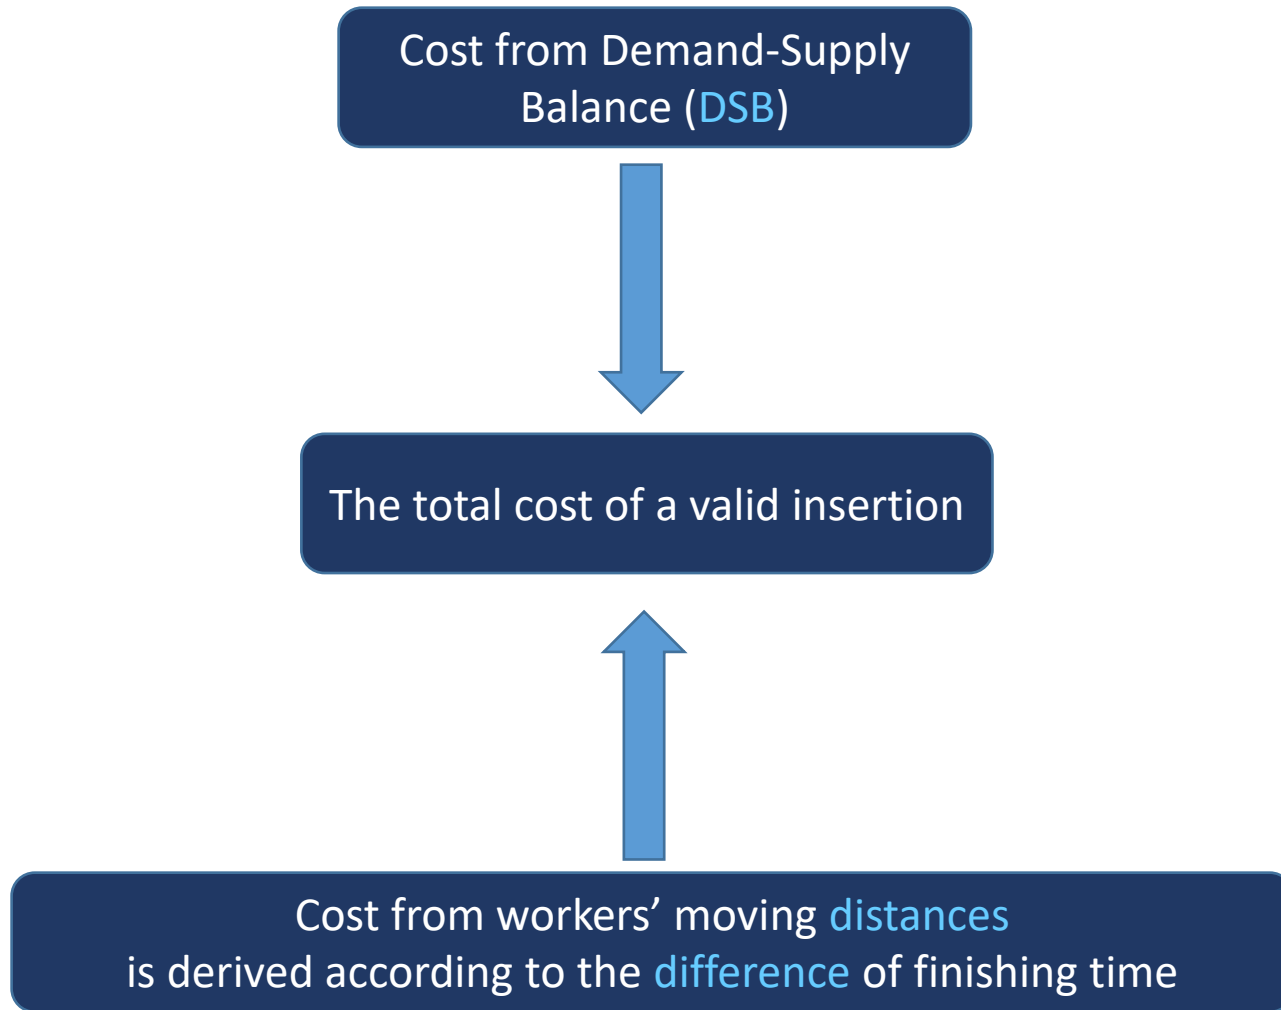 Cost from Demand-Supply
Balance (DSB)
The total cost of a valid insertion
Cost from workers’ moving distances
is derived according to the difference of finishing time